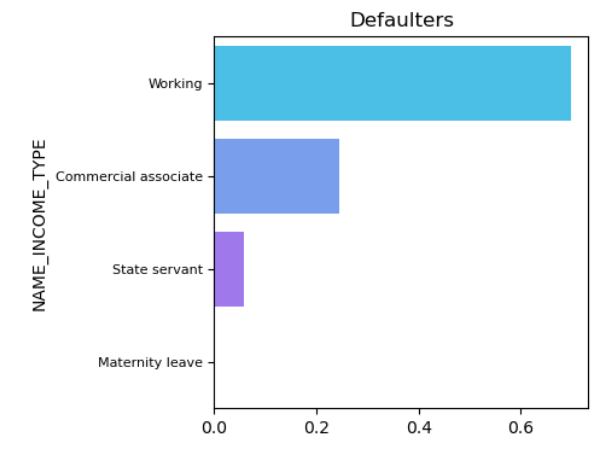 Defaulters
NAME_INCOME_TYPE
Working
Commercial associate
State servant
Maternity leave
0.0 0.2 0.4 0.6